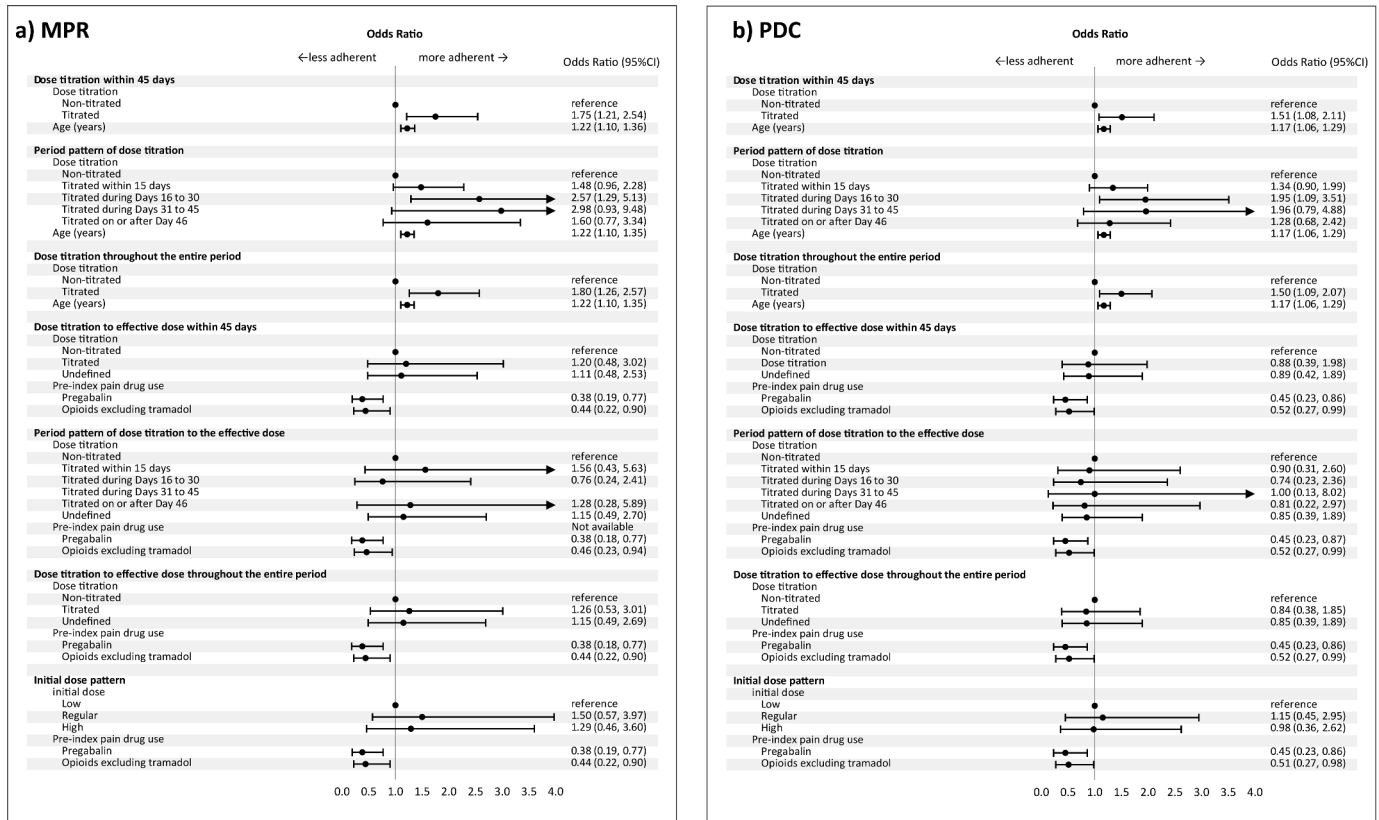 a) MPR
Odds Ratio
←less adherent more adherent → Odds Ratio (95%CI)
Dose titration within 45 days
Dose titration
Non-titrated reference
Titrated 1.75 (1.21, 2.54)
Age (years) 1.22 (1.10, 1.36)
Period pattern of dose titration
Dose titration
Non-titrated reference
Titrated within 15 days 1.48 (0.96, 2.28)
Titrated during Days 16 to 30 2.57 (1.29, 5.13)
Titrated during Days 31 to 45 2.98 (0.93, 9.48)
Titrated on or after Day 46 1.60 (0.77, 3.34)
Age (years) 1.22 (1.10, 1.35)
Dose titration throughout the entire period
Dose titration
Non-titrated reference
Titrated 1.80 (1.26, 2.57)
Age (years) 1.22 (1.10, 1.35)
Dose titration to effective dose within 45 days
Dose titration
Non-titrated reference
Titrated 1.20 (0.48, 3.02)
Undefined 1.11 (0.48, 2.53)
Pre-index pain drug use
Pregabalin 0.38 (0.19, 0.77)
Opioids excluding tramadol 0.44 (0.22, 0.90)
Period pattern of dose titration to the effective dose
Dose titration
Non-titrated reference
Titrated within 15 days 1.56 (0.43, 5.63)
Titrated during Days 16 to 30 0.76 (0.24, 2.41)
Titrated during Days 31 to 45
Titrated on or after Day 46 1.28 (0.28, 5.89)
Undefined 1.15 (0.49, 2.70)
Pre-index pain drug use Not available
Pregabalin 0.38 (0.18, 0.77)
Opioids excluding tramadol 0.46 (0.23, 0.94)
Dose titration to effective dose throughout the entire period
Dose titration
Non-titrated reference
Titrated 1.26 (0.53, 3.01)
Undefined 1.15 (0.49, 2.69)
Pre-index pain drug use
Pregabalin 0.38 (0.18, 0.77)
Opioids excluding tramadol 0.44 (0.22, 0.90)
Initial dose pattern
initial dose
Low reference
Regular 1.50 (0.57, 3.97)
High 1.29 (0.46, 3.60)
Pre-index pain drug use
Pregabalin 0.38 (0.19, 0.77)
Opioids excluding tramadol 0.44 (0.22, 0.90)
0.0 0.5 1.0 1.5 2.0 2.5 3.0 3.5 4.0
b) PDC
Odds Ratio
←less adherent more adherent → Odds Ratio (95%CI)
Dose titration within 45 days
Dose titration
Non-titrated reference
Titrated 1.51 (1.08, 2.11)
Age (years) 1.17 (1.06, 1.29)
Period pattern of dose titration
Dose titration
Non-titrated reference
Titrated within 15 days 1.34 (0.90, 1.99)
Titrated during Days 16 to 30 1.95 (1.09, 3.51)
Titrated during Days 31 to 45 1.96 (0.79, 4.88)
Titrated on or after Day 46 1.28 (0.68, 2.42)
Age (years) 1.17 (1.06, 1.29)
Dose titration throughout the entire period
Dose titration
Non-titrated reference
Titrated 1.50 (1.09, 2.07)
Age (years) 1.17 (1.06, 1.29)
Dose titration to effective dose within 45 days
Dose titration
Non-titrated reference
Dose titration 0.88 (0.39, 1.98)
Undefined 0.89 (0.42, 1.89)
Pre-index pain drug use
Pregabalin 0.45 (0.23, 0.86)
Opioids excluding tramadol 0.52 (0.27, 0.99)
Period pattern of dose titration to the effective dose
Dose titration
Non-titrated reference
Titrated within 15 days 0.90 (0.31, 2.60)
Titrated during Days 16 to 30 0.74 (0.23, 2.36)
Titrated during Days 31 to 45 1.00 (0.13, 8.02)
Titrated on or after Day 46 0.81 (0.22, 2.97)
Undefined 0.85 (0.39, 1.89)
Pre-index pain drug use
Pregabalin 0.45 (0.23, 0.87)
Opioids excluding tramadol 0.52 (0.27, 0.99)
Dose titration to effective dose throughout the entire period
Dose titration
Non-titrated reference
Titrated 0.84 (0.38, 1.85)
Undefined 0.85 (0.39, 1.89)
Pre-index pain drug use
Pregabalin 0.45 (0.23, 0.86)
Opioids excluding tramadol 0.52 (0.27, 0.99)
Initial dose pattern
initial dose
Low reference
Regular 1.15 (0.45, 2.95)
High 0.98 (0.36, 2.62)
Pre-index pain drug use
Pregabalin 0.45 (0.23, 0.86)
Opioids excluding tramadol 0.51 (0.27, 0.98)
0.0 0.5 1.0 1.5 2.0 2.5 3.0 3.5 4.0